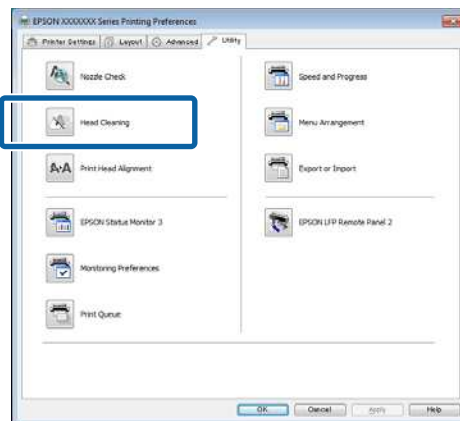 EPSON XXXXXXX Series Printing Preferences
Printer Settings Layout Advanced Utility
Nozzle Check
Speed and Progress
Head Cleaning
Menu Arrangement
Print Head Alignment
Export or Import
EPSON Status Monitor 3
EPSON LFP Remote Panel 2
Monitoring Preferences
Print Queue
OK Cancel Apply Help